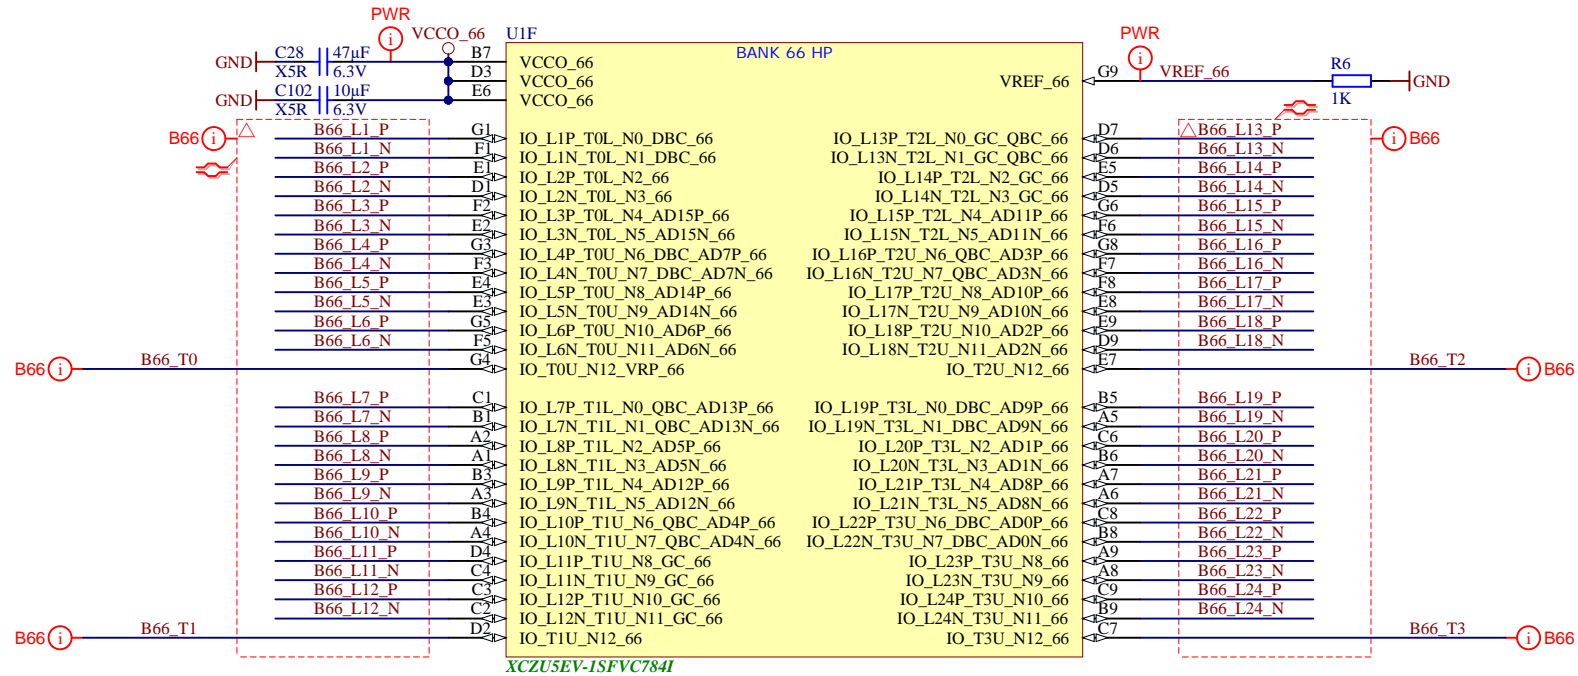 PWR
VCCO_66
U1F
BANK 66 HP
PWR
GND C28 47µF B7 VCCO_66
X5R 6.3V
D3 VCCO_66
GND C102 10µF E6 VCCO_66
X5R 6.3V
VREF_66 G9 VREF_66 R6 GND
1K
B66 B66_L1_P G1 IO_L1P_T0L_N0_DBC_66 IO_L13P_T2L_N0_GC_QBC_66 D7 B66_L13_P B66
B66_L1_N F1 IO_L1N_T0L_N1_DBC_66 IO_L13N_T2L_N1_GC_QBC_66 D6 B66_L13_N
B66_L2_P E1 IO_L2P_T0L_N2_66 IO_L14P_T2L_N2_GC_66 E5 B66_L14_P
B66_L2_N D1 IO_L2N_T0L_N3_66 IO_L14N_T2L_N3_GC_66 D5 B66_L14_N
B66_L3_P F2 IO_L3P_T0L_N4_AD15P_66 IO_L15P_T2L_N4_AD11P_66 G6 B66_L15_P
B66_L3_N E2 IO_L3N_T0L_N5_AD15N_66 IO_L15N_T2L_N5_AD11N_66 F6 B66_L15_N
B66_L4_P G3 IO_L4P_T0U_N6_DBC_AD7P_66 IO_L16P_T2U_N6_QBC_AD3P_66 G8 B66_L16_P
B66_L4_N F3 IO_L4N_T0U_N7_DBC_AD7N_66 IO_L16N_T2U_N7_QBC_AD3N_66 F7 B66_L16_N
B66_L5_P E4 IO_L5P_T0U_N8_AD14P_66 IO_L17P_T2U_N8_AD10P_66 F8 B66_L17_P
B66_L5_N E3 IO_L5N_T0U_N9_AD14N_66 IO_L17N_T2U_N9_AD10N_66 E8 B66_L17_N
B66_L6_P G5 IO_L6P_T0U_N10_AD6P_66 IO_L18P_T2U_N10_AD2P_66 E9 B66_L18_P
B66_L6_N F5 IO_L6N_T0U_N11_AD6N_66 IO_L18N_T2U_N11_AD2N_66 D9 B66_L18_N
B66 B66_T0 G4 IO_T0U_N12_VRP_66 IO_T2U_N12_66 E7 B66_T2 B66
B66_L7_P C1 IO_L7P_T1L_N0_QBC_AD13P_66 IO_L19P_T3L_N0_DBC_AD9P_66 B5 B66_L19_P
B66_L7_N B1 IO_L7N_T1L_N1_QBC_AD13N_66 IO_L19N_T3L_N1_DBC_AD9N_66 A5 B66_L19_N
B66_L8_P A2 IO_L8P_T1L_N2_AD5P_66 IO_L20P_T3L_N2_AD1P_66 C6 B66_L20_P
B66_L8_N A1 IO_L8N_T1L_N3_AD5N_66 IO_L20N_T3L_N3_AD1N_66 B6 B66_L20_N
B66_L9_P B3 IO_L9P_T1L_N4_AD12P_66 IO_L21P_T3L_N4_AD8P_66 A7 B66_L21_P
B66_L9_N A3 IO_L9N_T1L_N5_AD12N_66 IO_L21N_T3L_N5_AD8N_66 A6 B66_L21_N
B66_L10_P B4 IO_L10P_T1U_N6_QBC_AD4P_66 IO_L22P_T3U_N6_DBC_AD0P_66 C8 B66_L22_P
B66_L10_N A4 IO_L10N_T1U_N7_QBC_AD4N_66 IO_L22N_T3U_N7_DBC_AD0N_66 B8 B66_L22_N
B66_L11_P D4 IO_L11P_T1U_N8_GC_66 IO_L23P_T3U_N8_66 A9 B66_L23_P
B66_L11_N C4 IO_L11N_T1U_N9_GC_66 IO_L23N_T3U_N9_66 A8 B66_L23_N
B66_L12_P C3 IO_L12P_T1U_N10_GC_66 IO_L24P_T3U_N10_66 C9 B66_L24_P
B66_L12_N C2 IO_L12N_T1U_N11_GC_66 IO_L24N_T3U_N11_66 B9 B66_L24_N
B66 B66_T1 D2 IO_T1U_N12_66 IO_T3U_N12_66 C7 B66_T3 B66
XCZU5EV-1SFVC784I